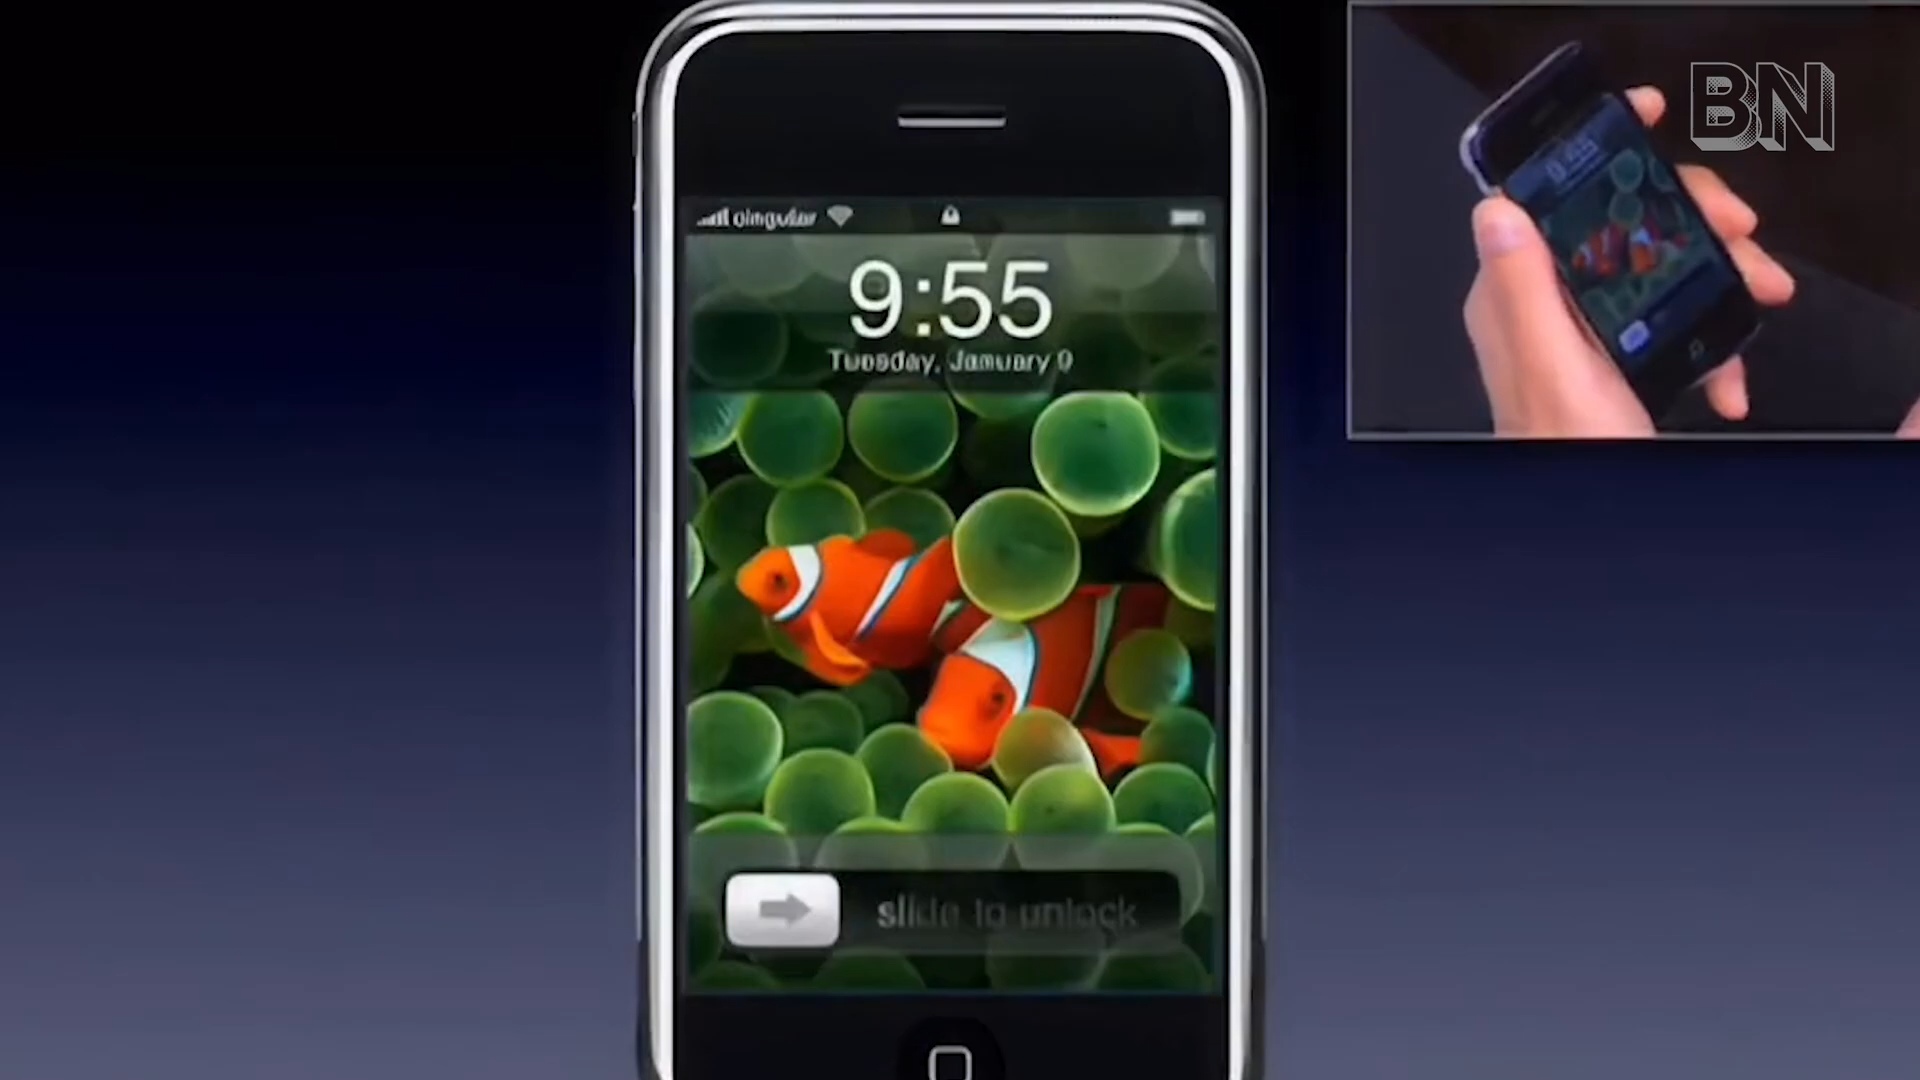 cingular
9:55
Tuesday, January 9
slide to unlock
BN